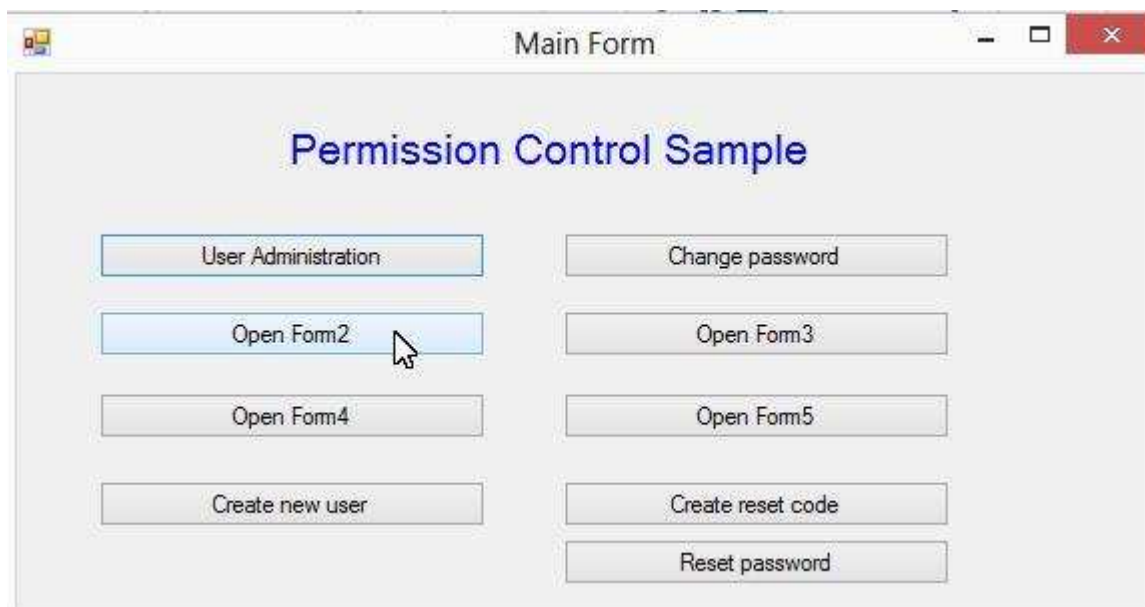 Main Form
Permission Control Sample
User Administration
Change password
Open Form2
Open Form3
Open Form4
Open Form5
Create new user
Create reset code
Reset password